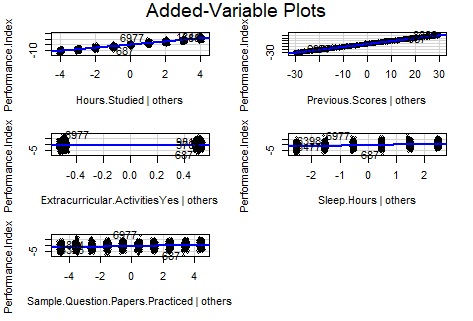 Added-Variable Plots
Performance.Index
-10
6977
687
-4 -2 0 2 4
Hours.Studied | others
Performance.Index
-30
-30 -20 -10 0 10 20 30
Previous.Scores | others
Performance.Index
-5
6977
687
-0.4 -0.2 0.0 0.2 0.4
Extracurricular.ActivitiesYes | others
Performance.Index
-5
6977
687
-2 -1 0 1 2
Sleep.Hours | others
Performance.Index
-5
6977
687
-4 -2 0 2 4
Sample.Question.Papers.Practiced | others